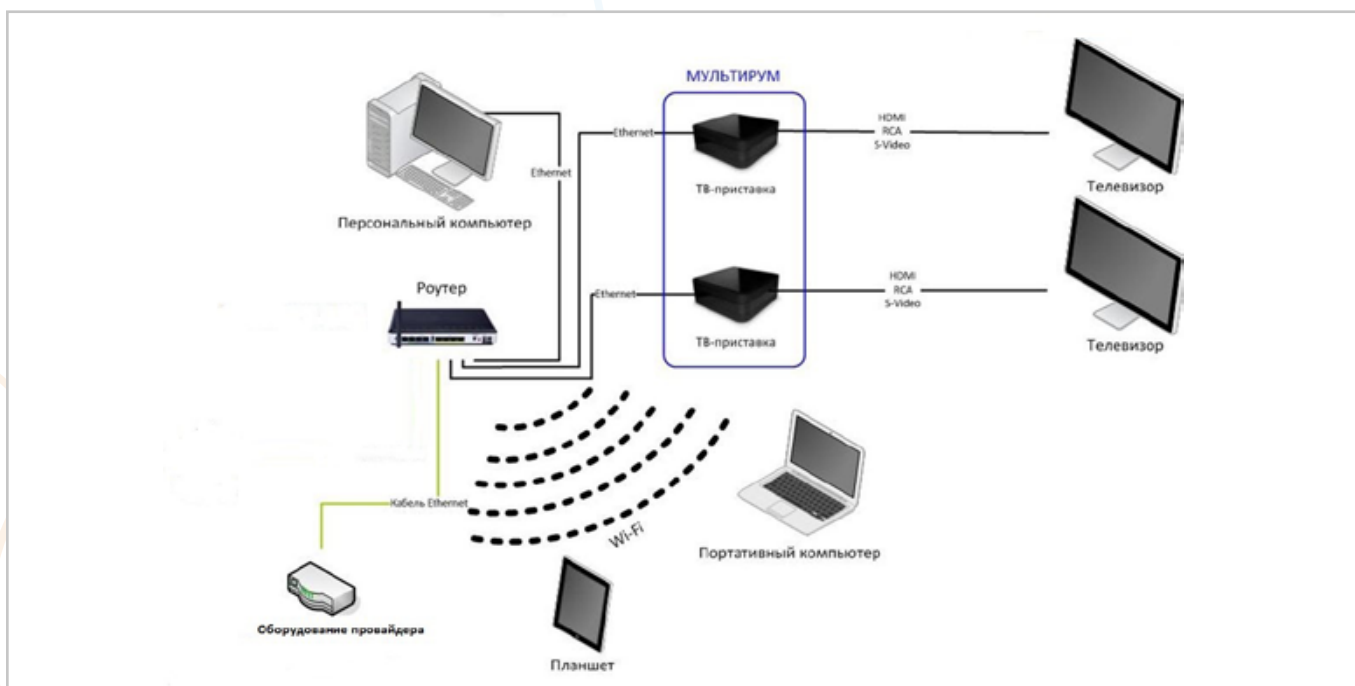 МУЛЬТИРУМ
Ethernet
HDMI
RCA
S-Video
Ethernet
ТВ-приставка
Телевизор
Персональный компьютер
Роутер
Ethernet
HDMI
RCA
S-Video
ТВ-приставка
Телевизор
Кабель Ethernet
Wi-Fi
Портативный компьютер
Оборудование провайдера
Планшет